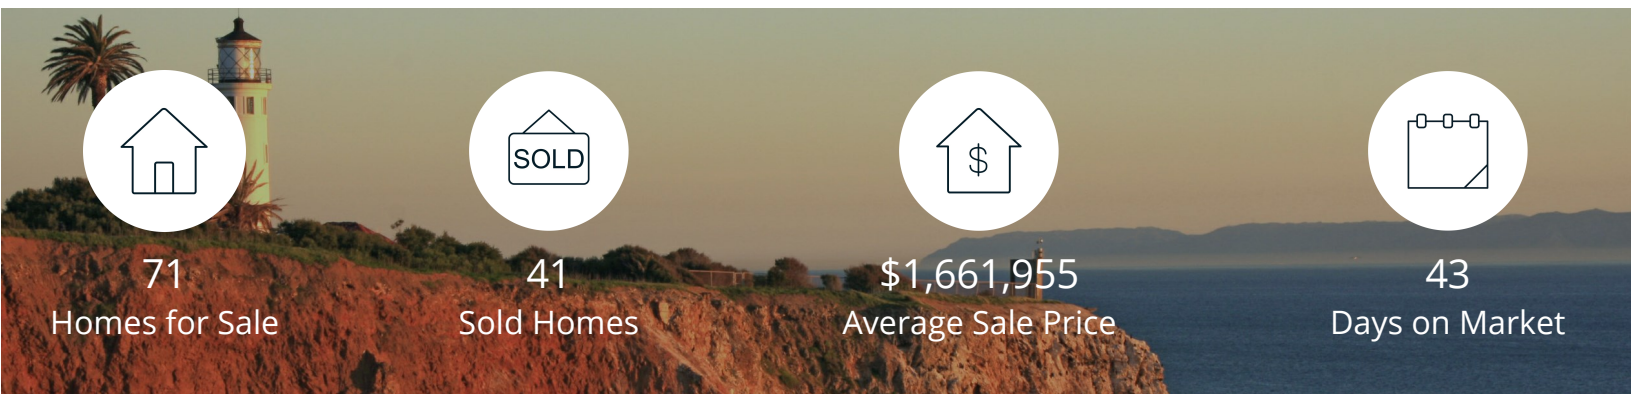 SOLD
$
71
Homes for Sale
41
Sold Homes
$1,661,955
Average Sale Price
43
Days on Market